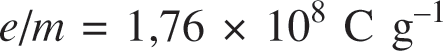 e/m = 1,76 × 10⁸ C g⁻¹